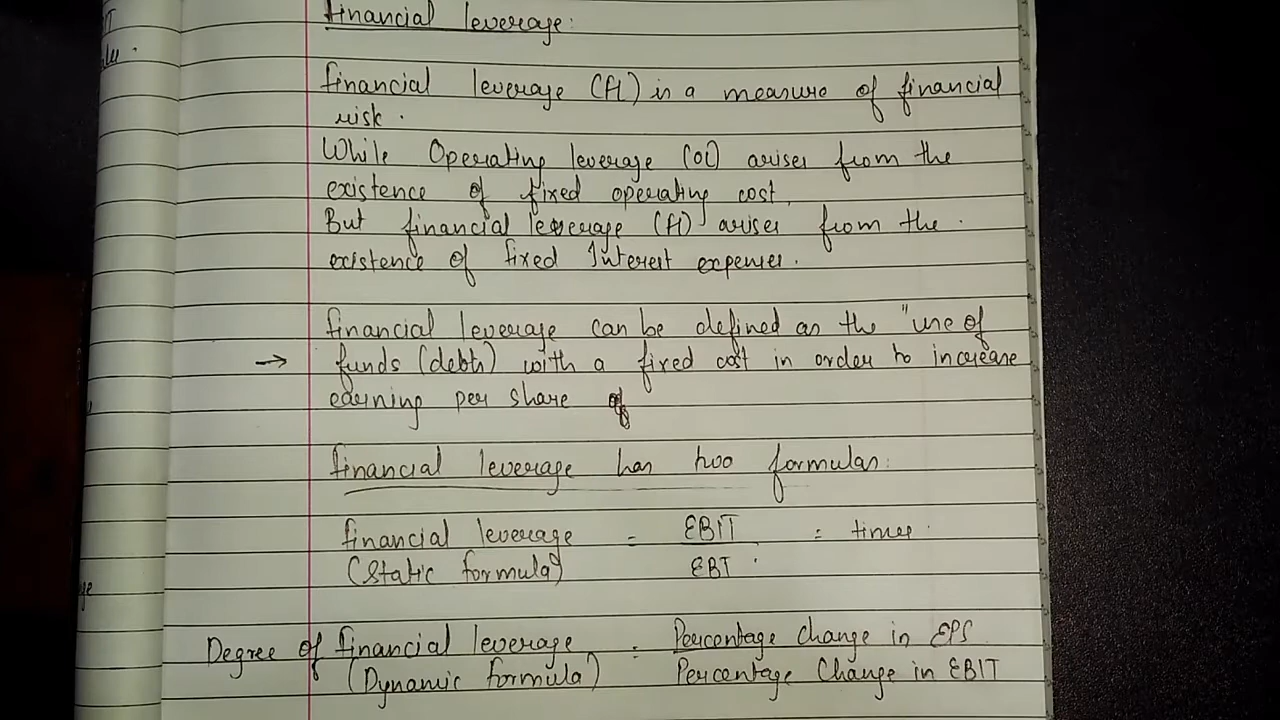 financial leverage:
financial leverage (fl) is a measure of financial
risk.
While Operating leverage (Ol) arises from the
existence of fixed operating cost.
But financial leverage (fl) arises from the
existence of fixed Interest expenses.
financial leverage can be defined as the "use of
→ funds (debts) with a fixed cost in order to increase
earning per share
financial leverage has two formulas:
financial leverage = EBIT = times
(Static formula) EBT
Degree of financial leverage = Percentage Change in EPS
(Dynamic formula) Percentage Change in EBIT